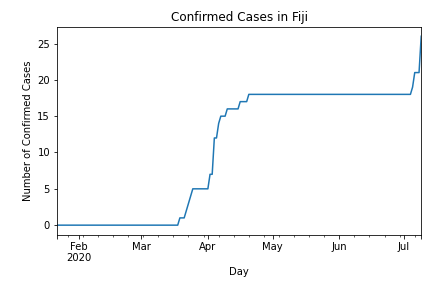 Confirmed Cases in Fiji
Number of Confirmed Cases
25
20
15
10
5
0
Feb Mar Apr May Jun Jul
2020
Day